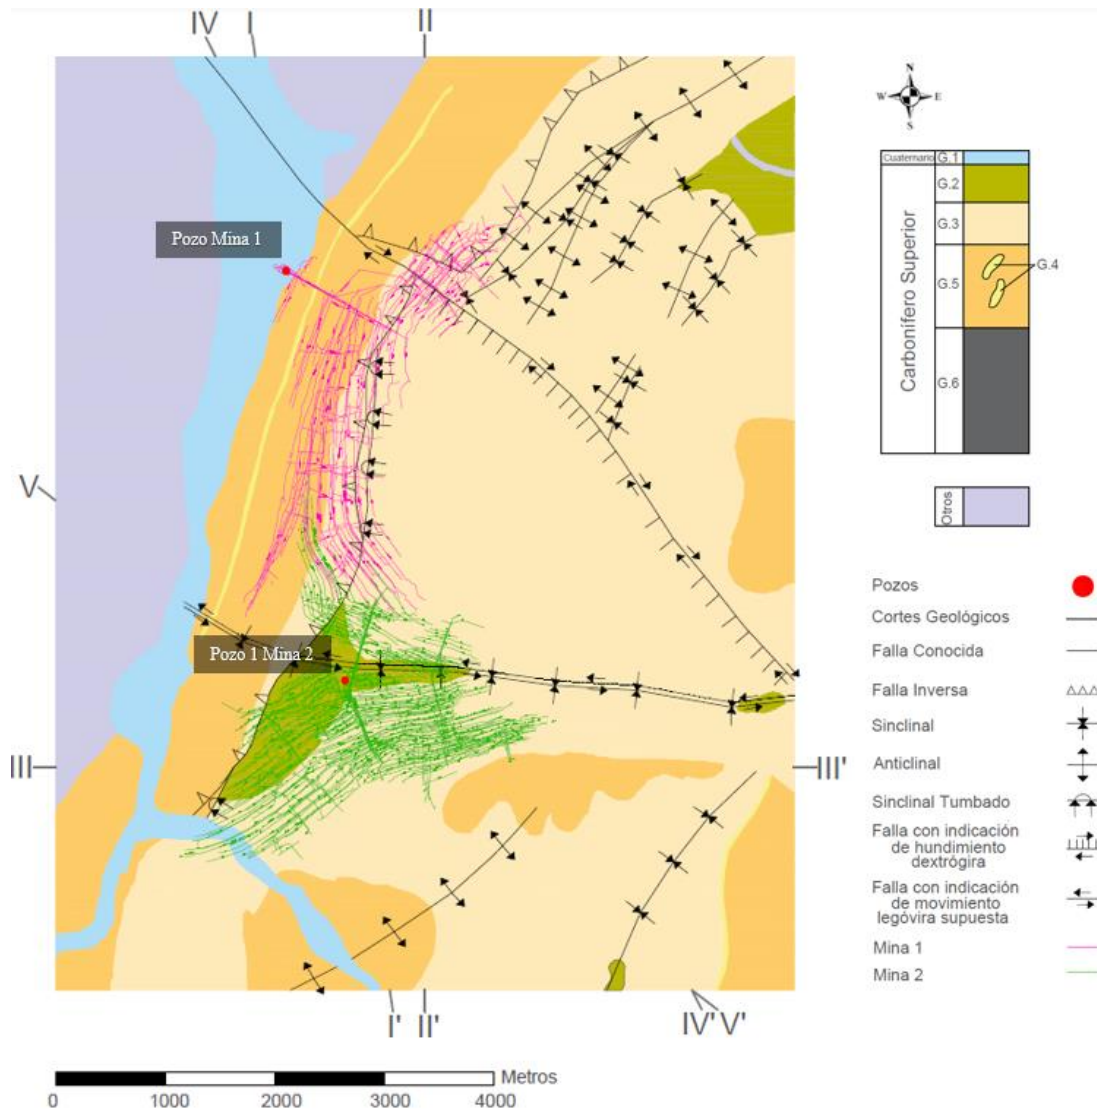 IV
I
II
N
W
E
S
Cuaternario
G.1
Carbonífero Superior
G.2
G.3
G.4
G.5
G.6
Otros
Pozo Mina 1
V
Pozo 1 Mina 2
III
III'
I'
II'
IV'
V'
Pozos
Cortes Geológicos
Falla Conocida
Falla Inversa
Sinclinal
Anticlinal
Sinclinal Tumbado
Falla con indicación
de hundimiento
dextrógira
Falla con indicación
de movimiento
legóvira supuesta
Mina 1
Mina 2
Metros
0
1000
2000
3000
4000